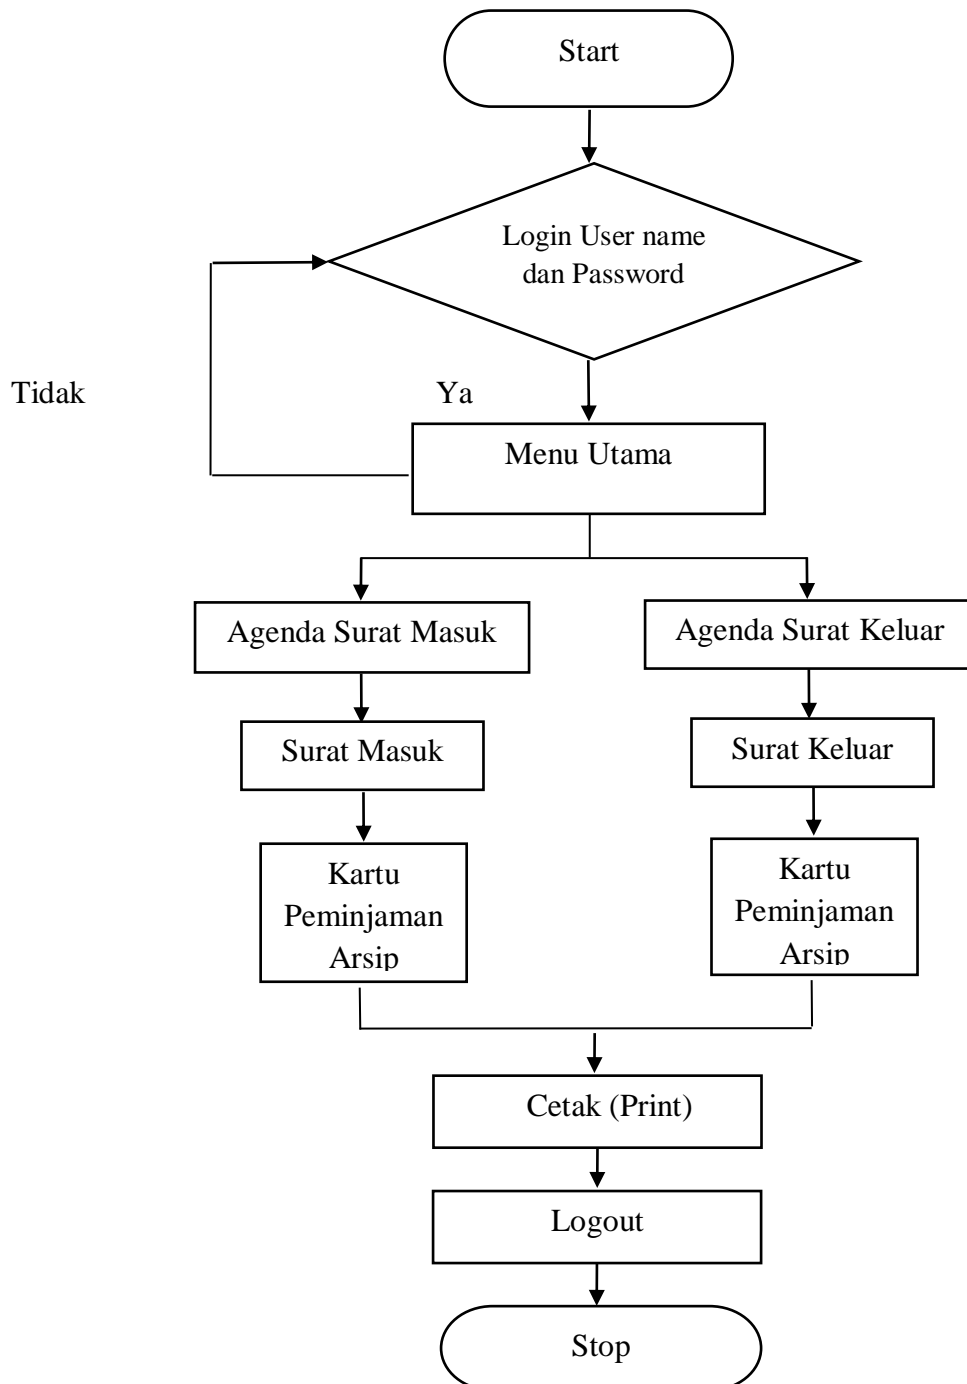 Start
Login User name
dan Password
Tidak
Ya
Menu Utama
Agenda Surat Masuk
Agenda Surat Keluar
Surat Masuk
Surat Keluar
Kartu
Peminjaman
Arsip
Kartu
Peminjaman
Arsip
Cetak (Print)
Logout
Stop